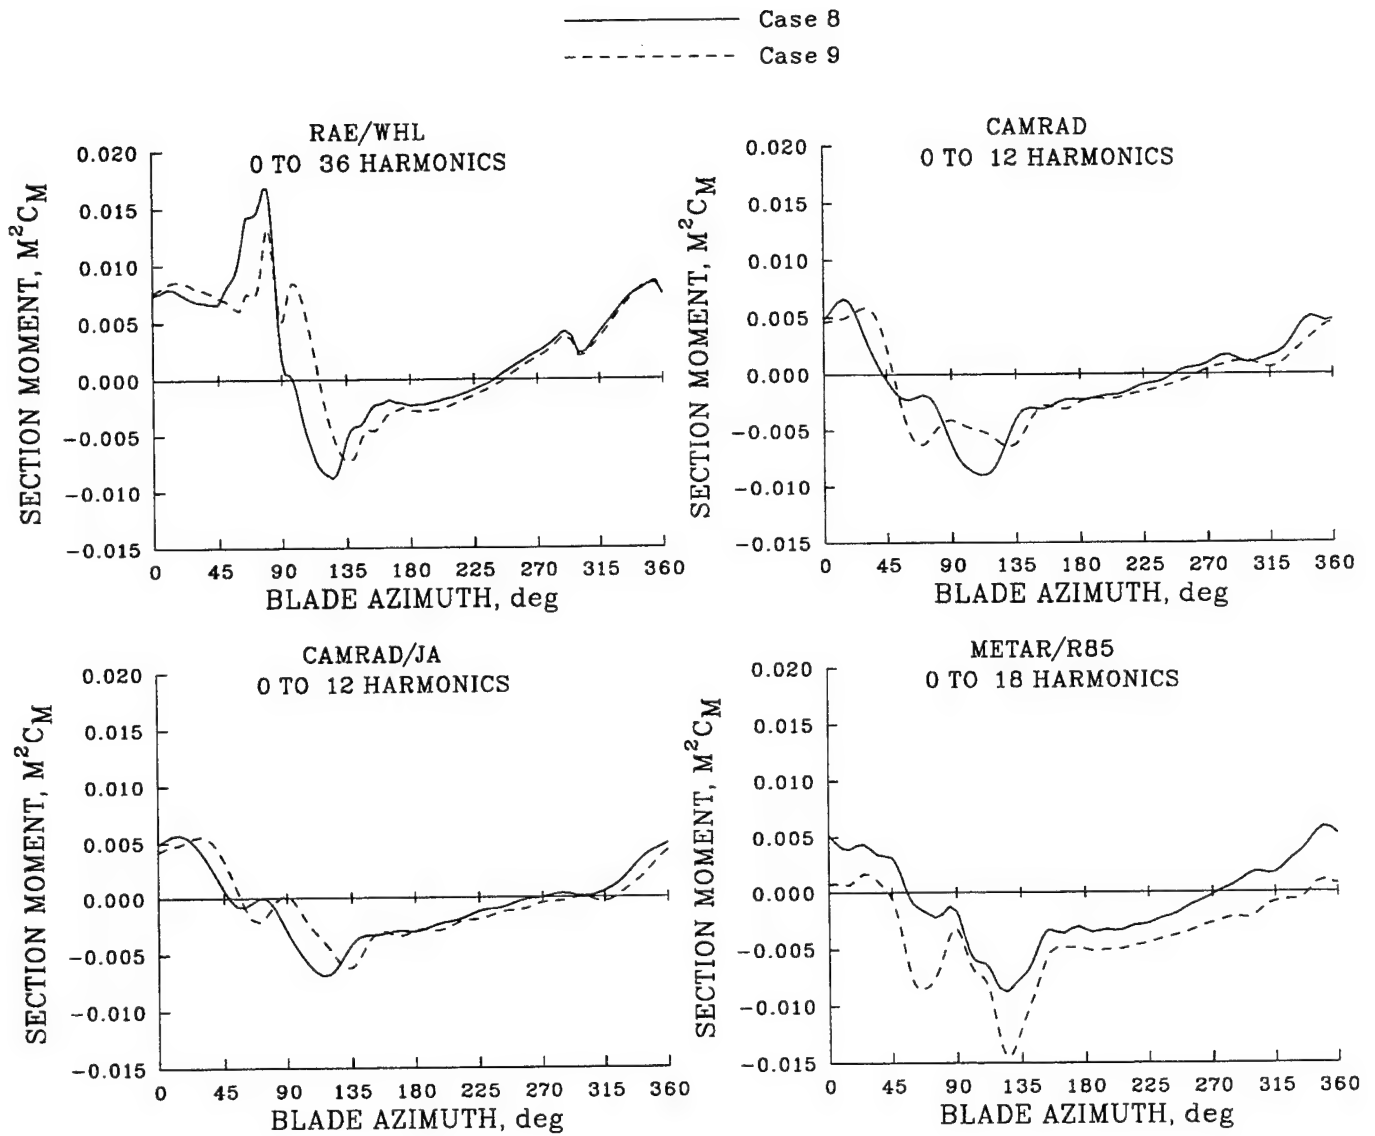 Case 8
Case 9
RAE/WHL
0 TO 36 HARMONICS
SECTION MOMENT, M²C_M
0.020
0.015
0.010
0.005
0.000
−0.005
−0.010
−0.015
0 45 90 135 180 225 270 315 360
BLADE AZIMUTH, deg
CAMRAD
0 TO 12 HARMONICS
SECTION MOMENT, M²C_M
0.020
0.015
0.010
0.005
0.000
−0.005
−0.010
−0.015
0 45 90 135 180 225 270 315 360
BLADE AZIMUTH, deg
CAMRAD/JA
0 TO 12 HARMONICS
SECTION MOMENT, M²C_M
0.020
0.015
0.010
0.005
0.000
−0.005
−0.010
−0.015
0 45 90 135 180 225 270 315 360
BLADE AZIMUTH, deg
METAR/R85
0 TO 18 HARMONICS
SECTION MOMENT, M²C_M
0.020
0.015
0.010
0.005
0.000
−0.005
−0.010
−0.015
0 45 90 135 180 225 270 315 360
BLADE AZIMUTH, deg